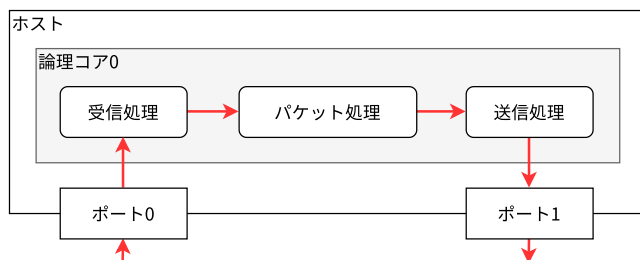 ホスト
論理コア0
受信処理
パケット処理
送信処理
ポート0
ポート1